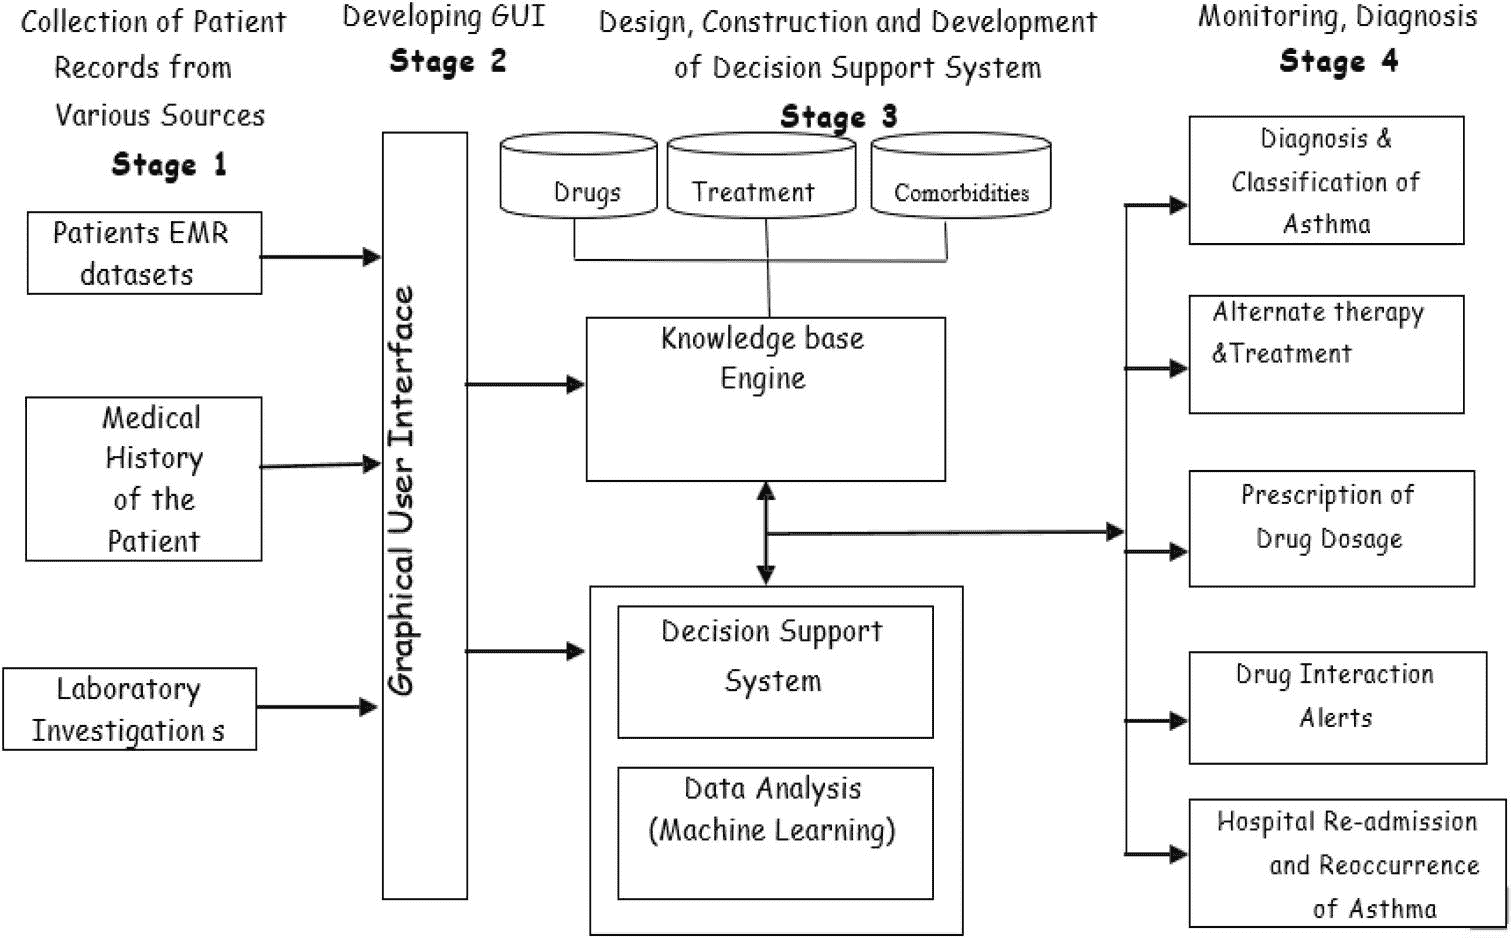 Collection of Patient
Records from
Various Sources
Stage 1
Patients EMR
datasets
Medical
History
of the
Patient
Laboratory
Investigation s
Developing GUI
Stage 2
Graphical User Interface
Design, Construction and Development
of Decision Support System
Stage 3
Drugs
Treatment
Comorbidities
Knowledge base
Engine
Decision Support
System
Data Analysis
(Machine Learning)
Monitoring, Diagnosis
Stage 4
Diagnosis &
Classification of
Asthma
Alternate therapy
&Treatment
Prescription of
Drug Dosage
Drug Interaction
Alerts
Hospital Re-admission
and Reoccurrence
of Asthma